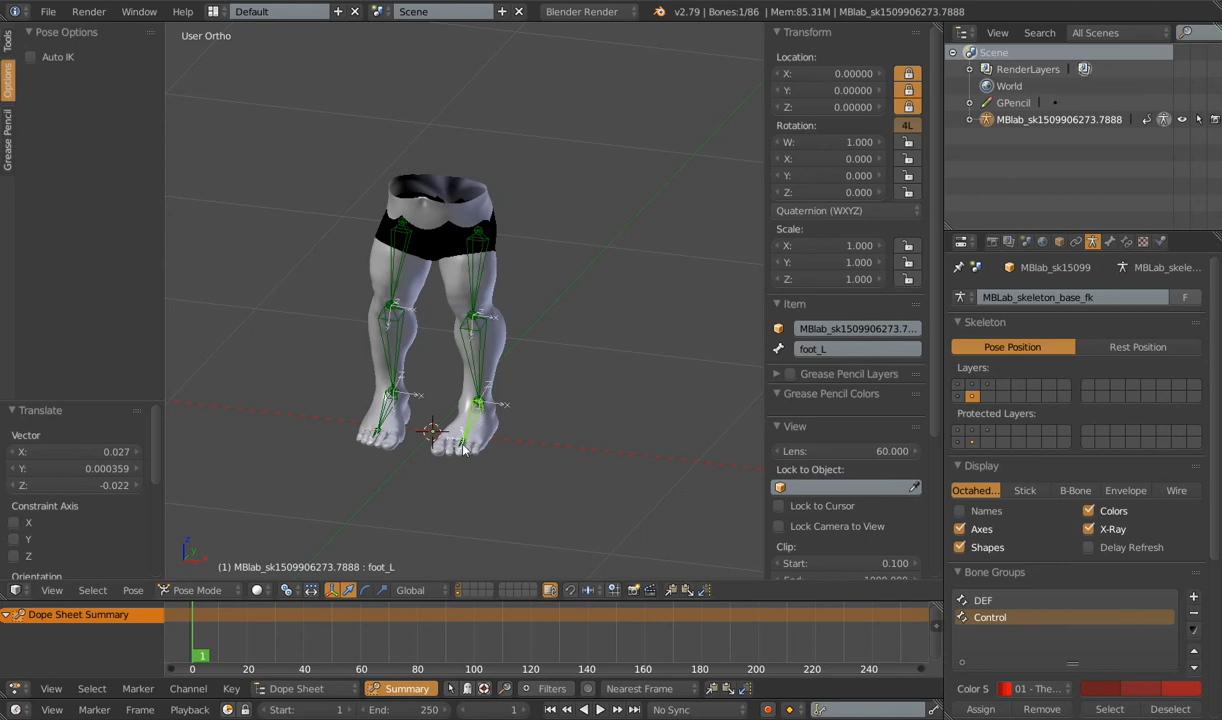 File Render Window Help Default Scene Blender Render v2.79 | Bones:1/86 | Mem:85.31M | MBlab_sk1509906273.7888
Tools
Options
Grease Pencil
Pose Options
Auto IK
User Ortho
Translate
Vector
X: 0.027
Y: 0.000359
Z: -0.022
Constraint Axis
X
Y
Z
Orientation
(1) MBlab_sk1509906273.7888 : foot_L
View Select Pose Pose Mode Global
Transform
Location:
X: 0.00000
Y: 0.00000
Z: 0.00000
Rotation: 4L
W: 1.000
X: 0.000
Y: 0.000
Z: 0.000
Quaternion (WXYZ)
Scale:
X: 1.000
Y: 1.000
Z: 1.000
Item
MBlab_sk1509906273.7...
foot_L
Grease Pencil Layers
Grease Pencil Colors
View
Lens: 60.000
Lock to Object:
Lock to Cursor
Lock Camera to View
Clip:
Start: 0.100
View Search All Scenes
Scene
RenderLayers
World
GPencil
MBlab_sk1509906273.7888
MBlab_sk15099 MBLab_skele...
MBLab_skeleton_base_fk F
Skeleton
Pose Position Rest Position
Layers:
Protected Layers:
Display
Octahed... Stick B-Bone Envelope Wire
Names Colors
Axes X-Ray
Shapes Delay Refresh
Bone Groups
DEF
Control
Color S 01 - The...
Assign Remove Select Deselect
Dope Sheet Summary
1
0 20 40 60 80 100 120 140 160 180 200 220 240
View Select Marker Channel Key Dope Sheet Summary Filters Nearest Frame
View Marker Frame Playback Start: 1 End: 250 1 No Sync